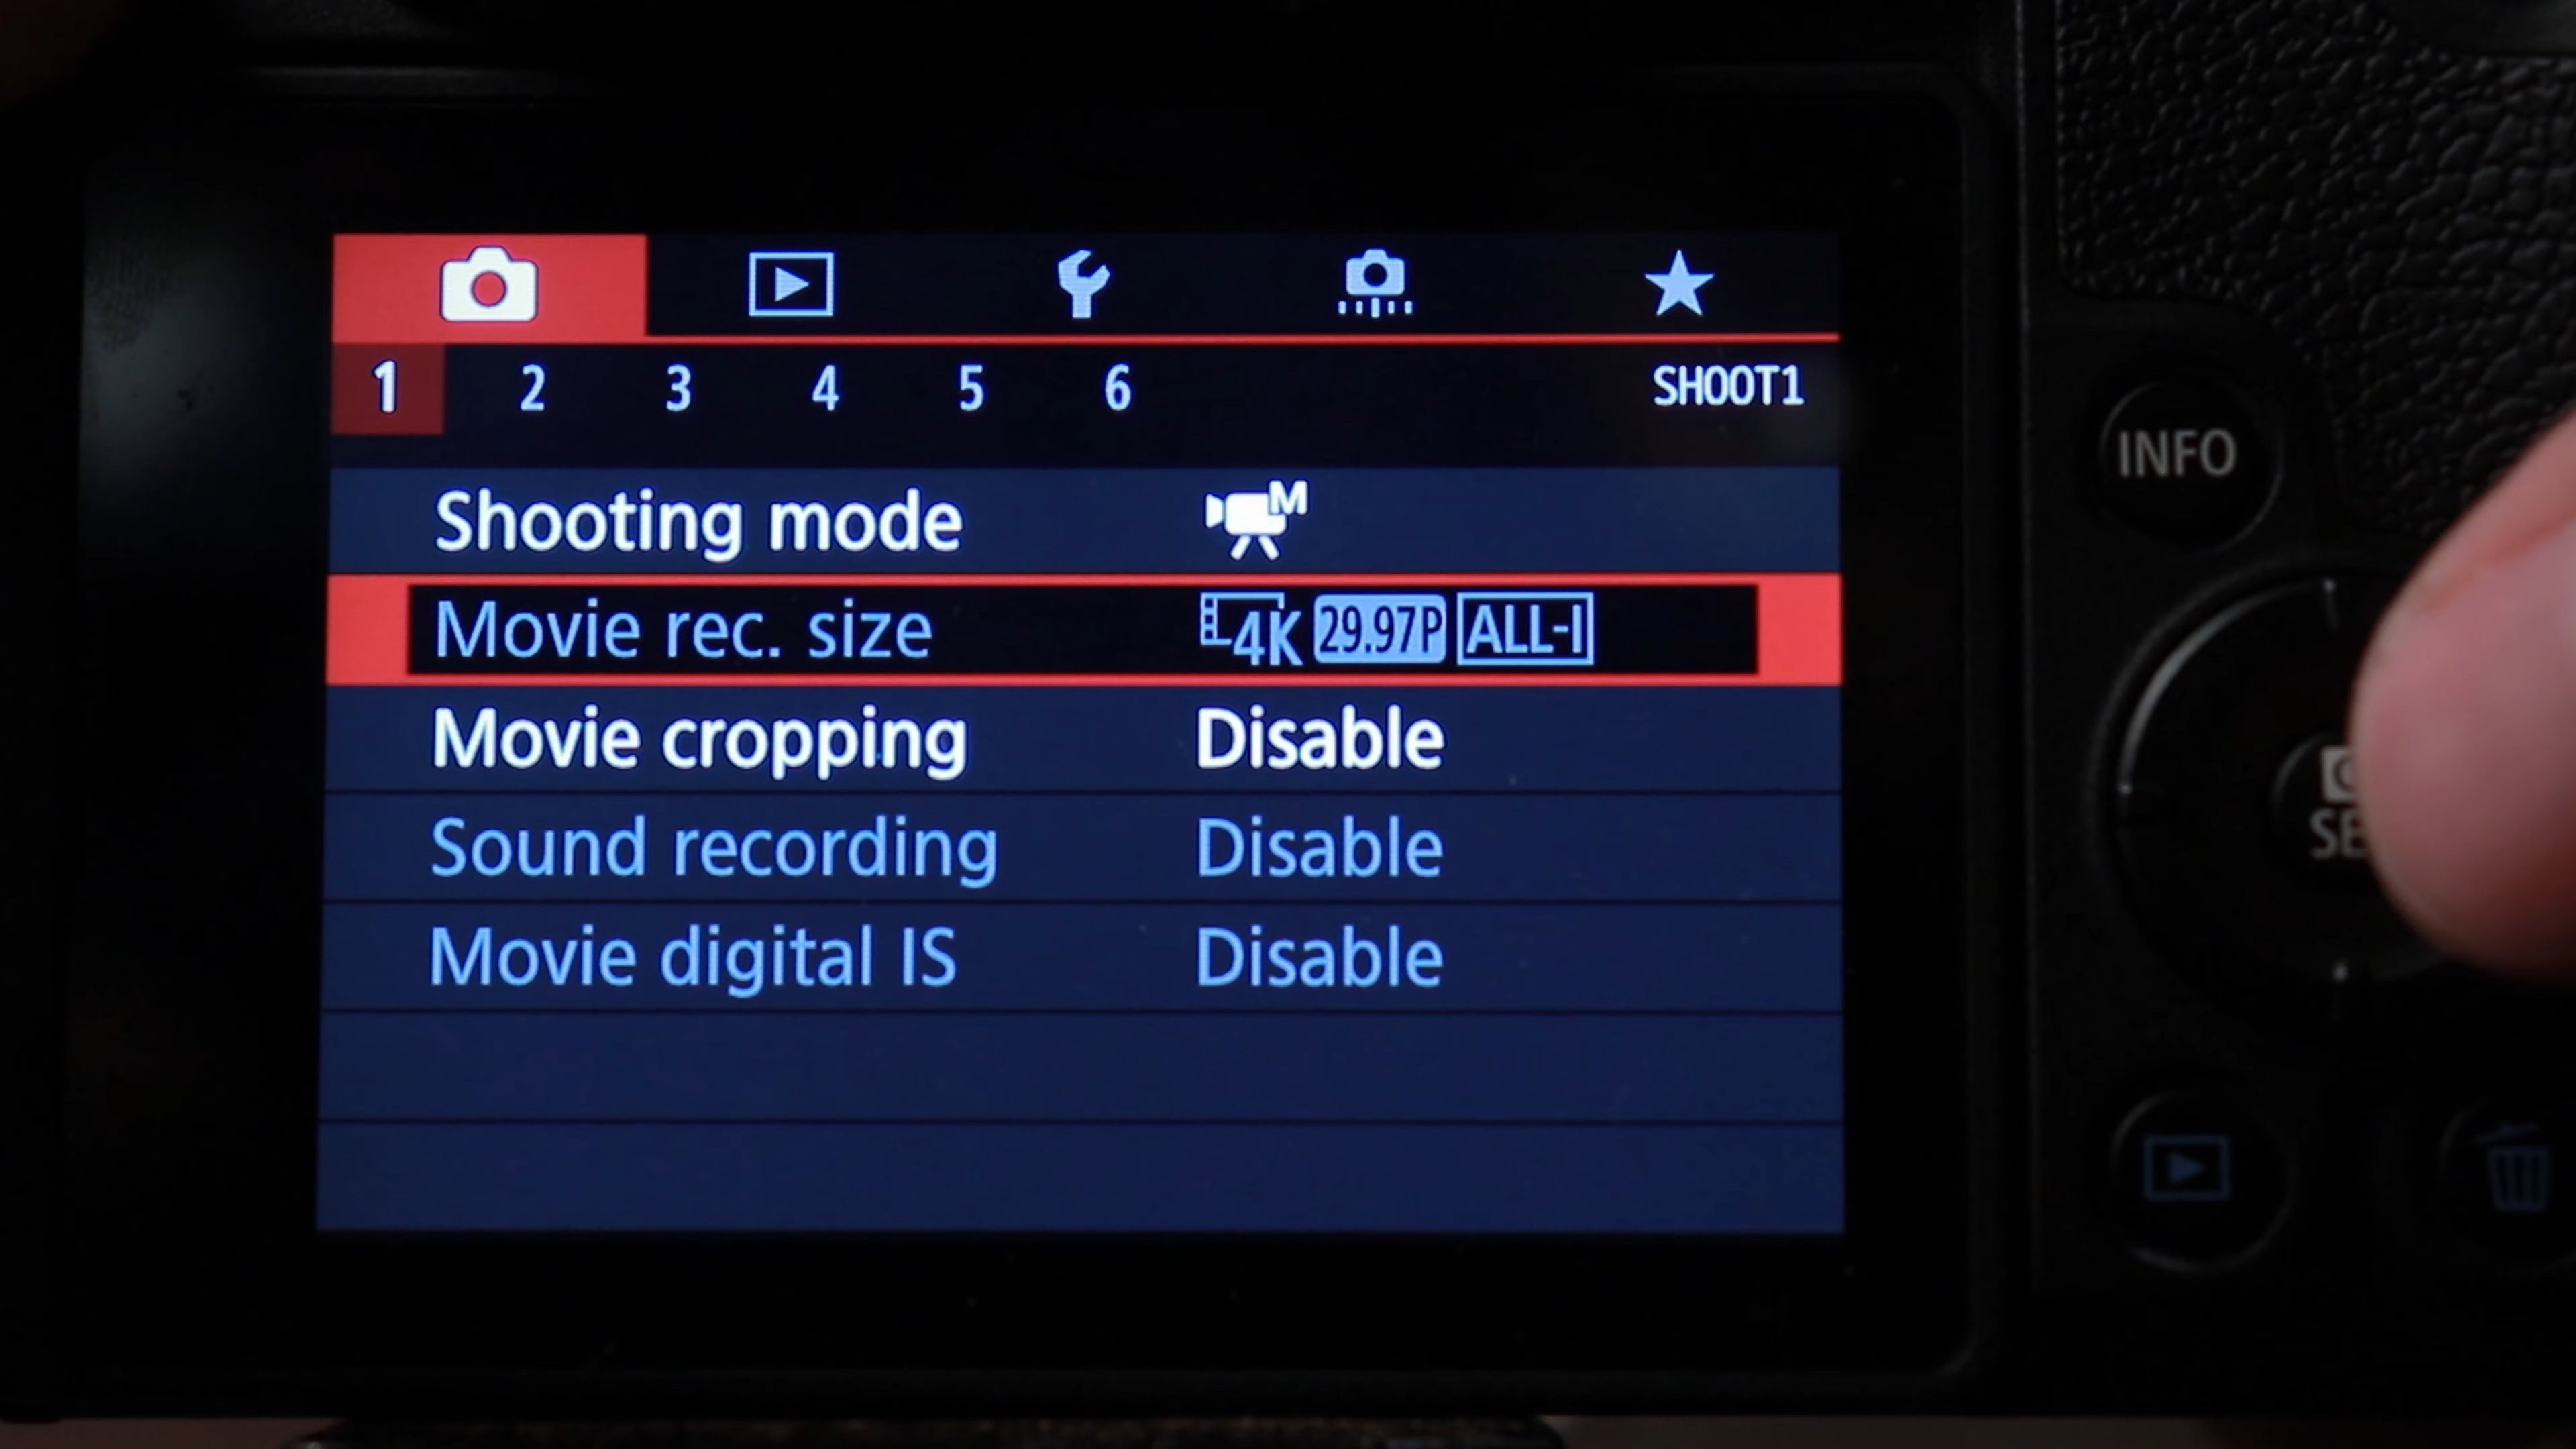 1 2 3 4 5 6 SHOOT1
INFO
Shooting mode M
Movie rec. size 4K 29.97P ALL-I
Movie cropping Disable
Sound recording Disable
Movie digital IS Disable